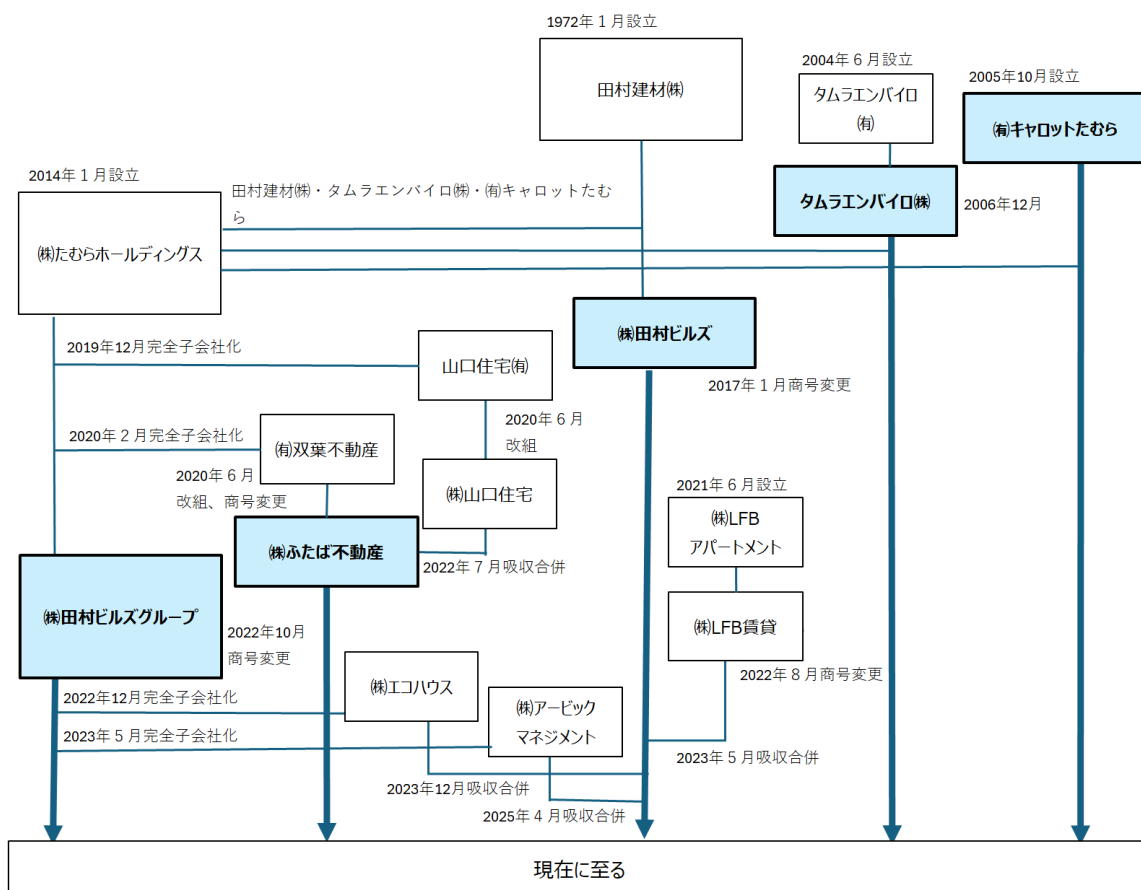 1972年１月設立
田村建材㈱
2004年６月設立
タムラエンバイロ
㈲
2005年10月設立
㈲キャロットたむら
2014年１月設立
㈱たむらホールディングス
田村建材㈱・タムラエンバイロ㈱・㈲キャロットたむ
ら
タムラエンバイロ㈱
2006年12月
㈱田村ビルズ
2017年１月商号変更
2019年12月完全子会社化
山口住宅㈲
2020年６月
改組
2020年２月完全子会社化
㈲双葉不動産
2020年６月
改組、商号変更
㈱山口住宅
㈱ふたば不動産
2022年７月吸収合併
2021年６月設立
㈱LFB
アパートメント
㈱LFB賃貸
2022年８月商号変更
㈱田村ビルズグループ
2022年10月
商号変更
2022年12月完全子会社化
㈱エコハウス
2023年５月完全子会社化
㈱アービック
マネジメント
2023年５月吸収合併
2023年12月吸収合併
2025年４月吸収合併
現在に至る